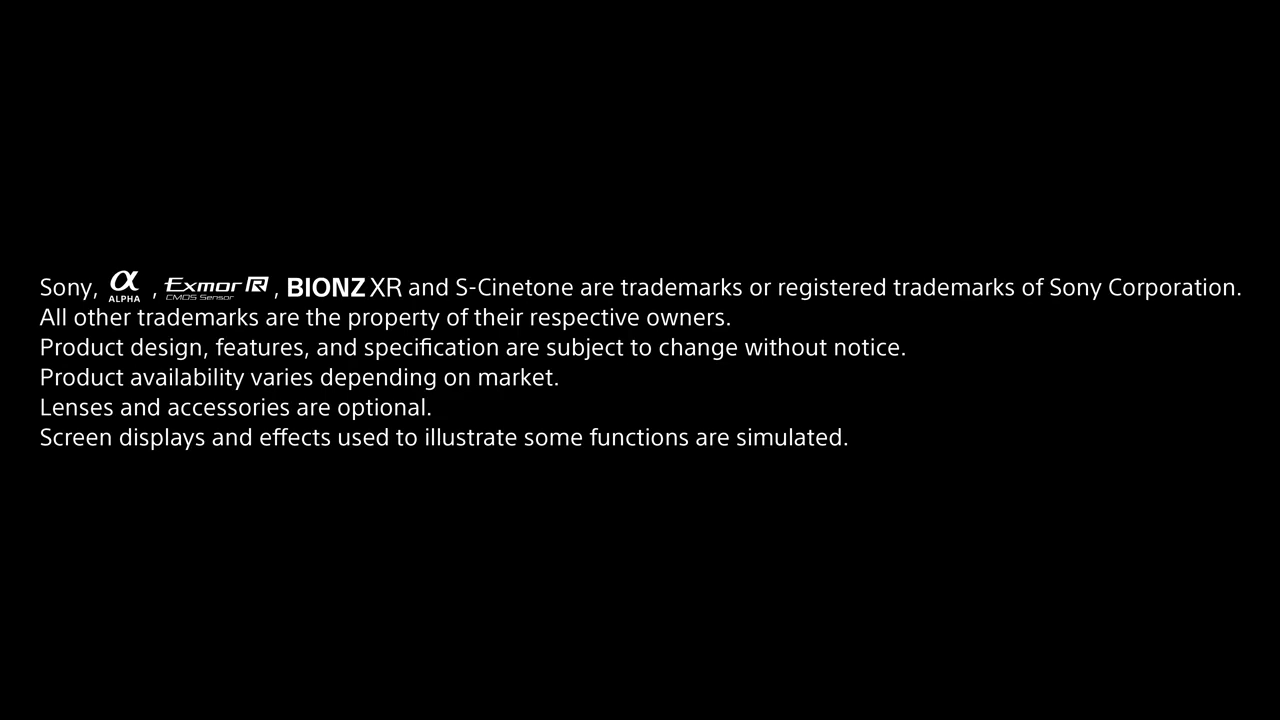 Sony, α ALPHA, Exmor R CMOS Sensor, BIONZ XR and S-Cinetone are trademarks or registered trademarks of Sony Corporation.
All other trademarks are the property of their respective owners.
Product design, features, and specification are subject to change without notice.
Product availability varies depending on market.
Lenses and accessories are optional.
Screen displays and effects used to illustrate some functions are simulated.